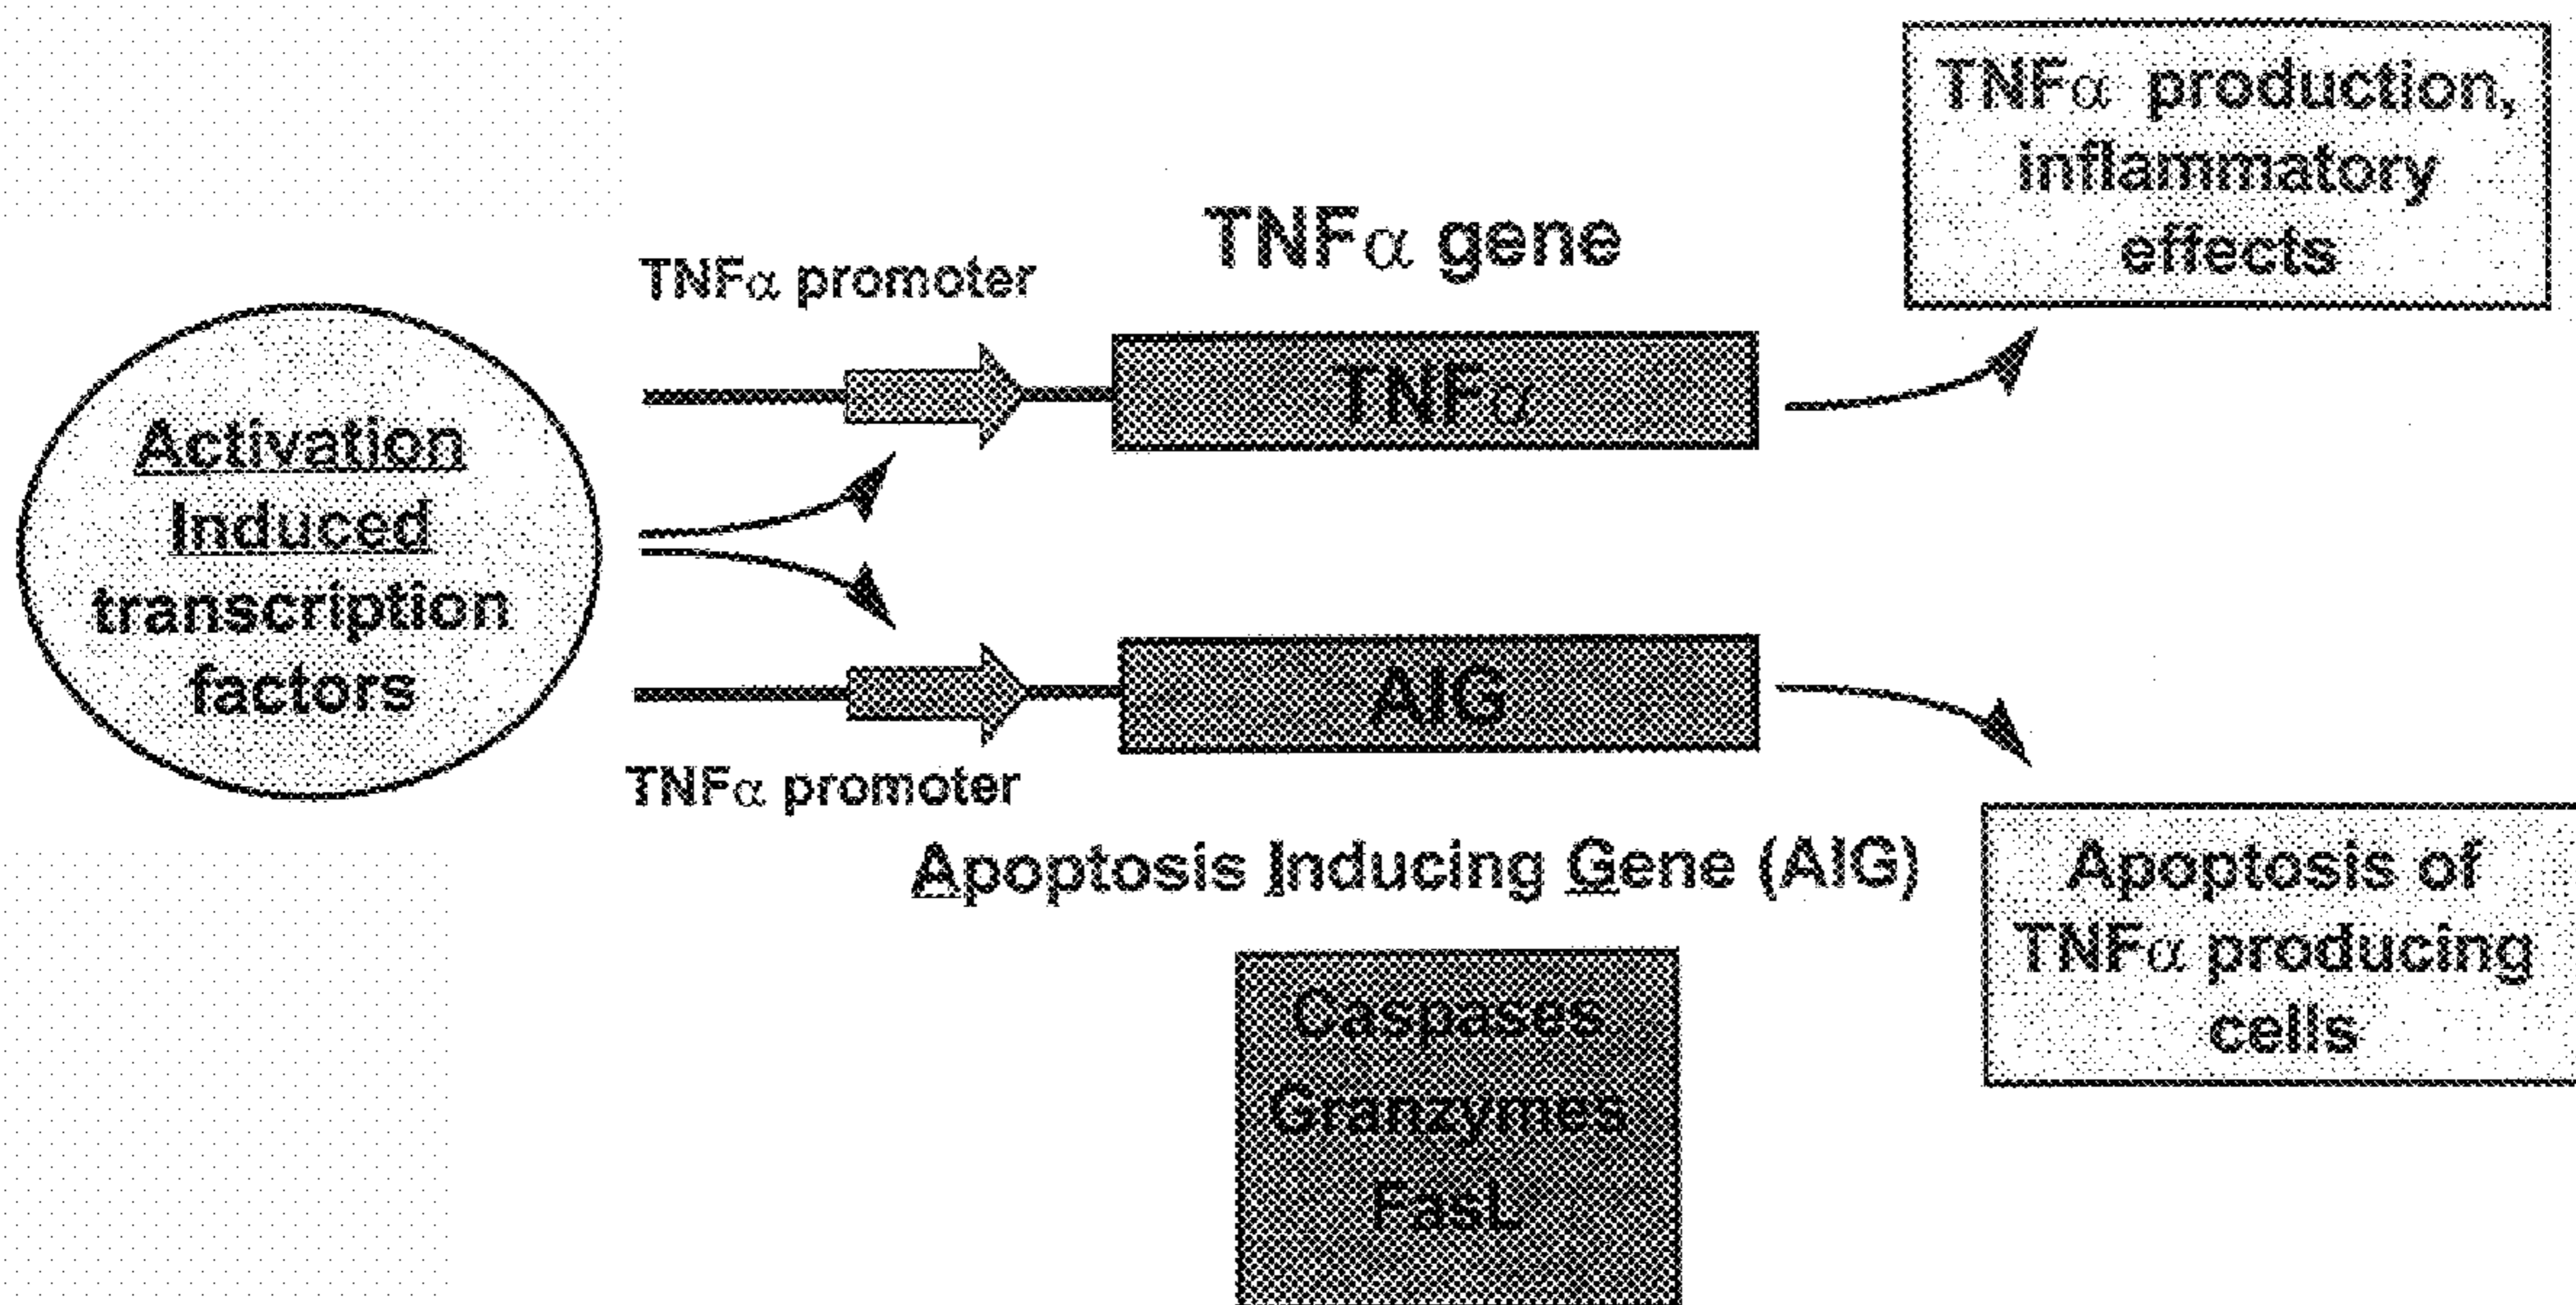 TNFα production,
inflammatory
effects
TNFα gene
TNFα promoter
TNFα
Activation
Induced
transcription
factors
AIG
TNFα promoter
Apoptosis Inducing Gene (AIG)
Apoptosis of
TNFα producing
cells
Caspases
Granzymes
FasL